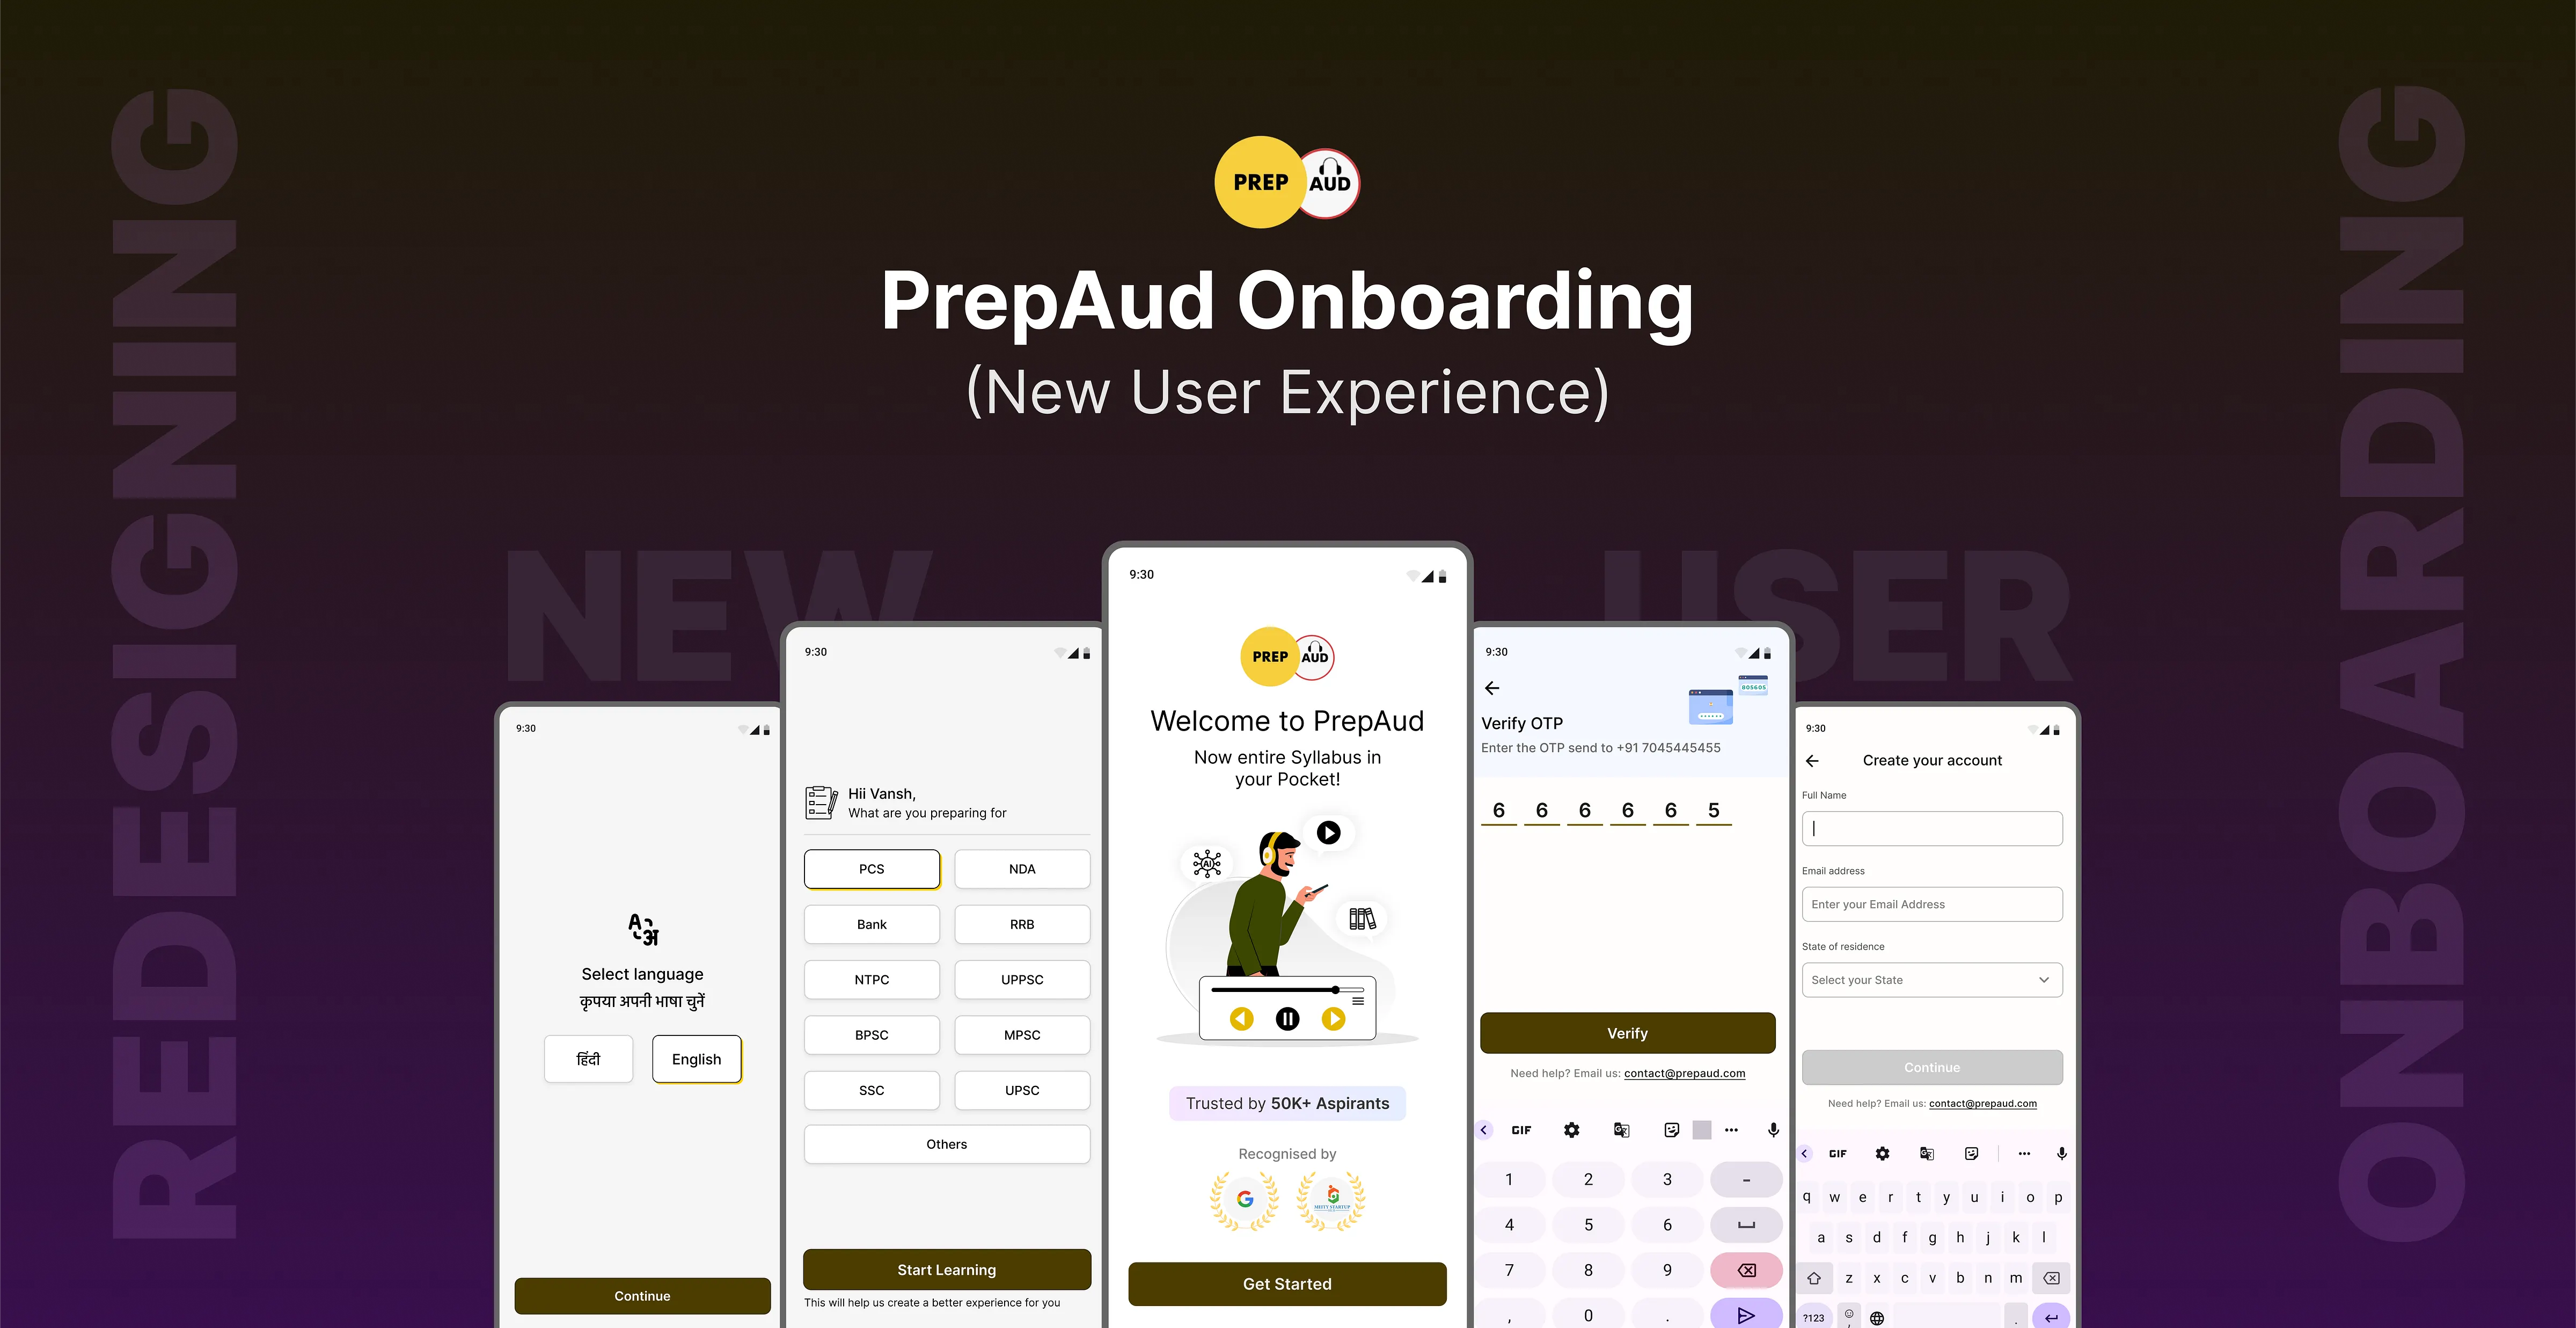 PREP AUD
PrepAud Onboarding
(New User Experience)
REDESIGNING
ONBOARDING
NEW USER
9:30
Select language
कृपया अपनी भाषा चुनें
हिंदी
English
Continue
9:30
Hii Vansh,
What are you preparing for
PCS
NDA
Bank
RRB
NTPC
UPPSC
BPSC
MPSC
SSC
UPSC
Others
Start Learning
This will help us create a better experience for you
9:30
PREP AUD
Welcome to PrepAud
Now entire Syllabus in
your Pocket!
AI
Trusted by 50K+ Aspirants
Recognised by
G
MEITY STARTUP
Get Started
9:30
Verify OTP
Enter the OTP send to +91 7045445455
6 6 6 6 6 5
Verify
Need help? Email us: contact@prepaud.com
GIF
1 2 3 -
4 5 6
7 8 9
, 0 .
9:30
Create your account
Full Name
Email address
Enter your Email Address
State of residence
Select your State
Continue
Need help? Email us: contact@prepaud.com
GIF
q w e r t y u i o p
a s d f g h j k l
z x c v b n m
?123 , .